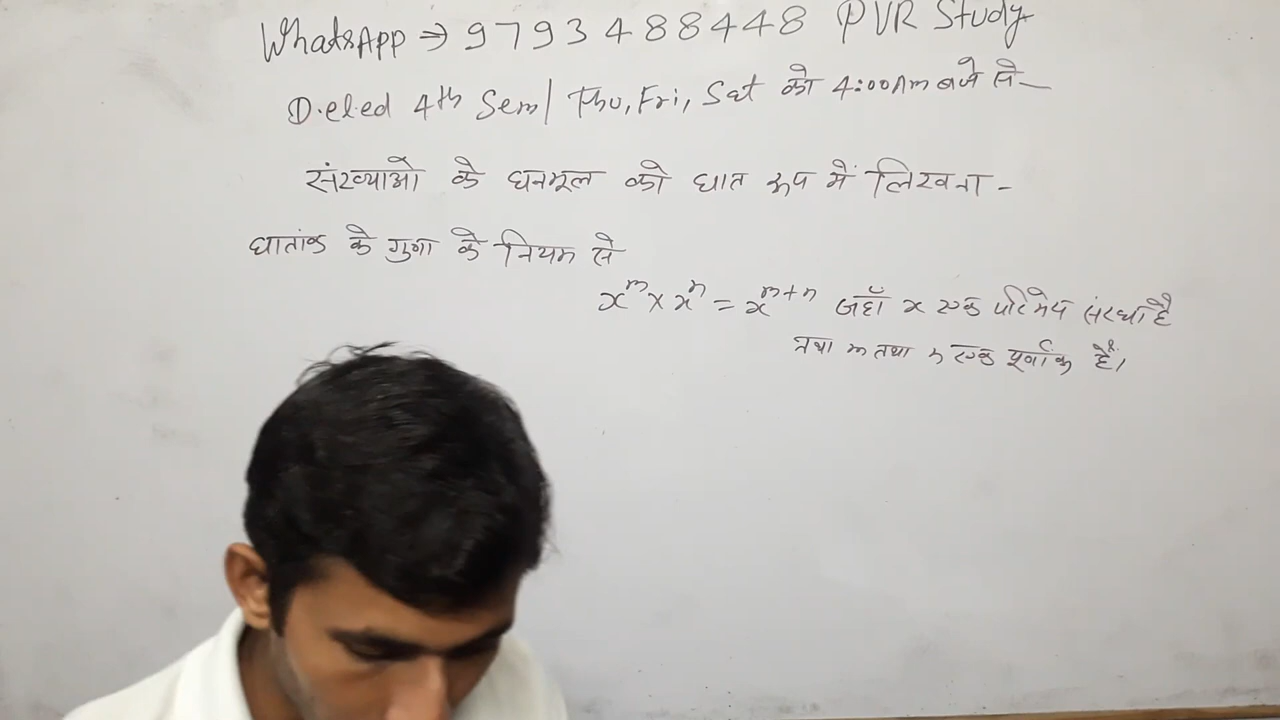 WhatsApp ⇒ 9793488448 PVR Study
D.el.ed 4th Sem/ Thu, Fri, Sat को 4:00Am बजे से–
संख्याओ के घनमूल को घात रूप में लिखना -
घातांक के गुणा के नियम से
x^m × x^n = x^{m+n} जहाँ x एक परिमेय संख्या है
तथा m तथा n एक पूर्णांक हैं।